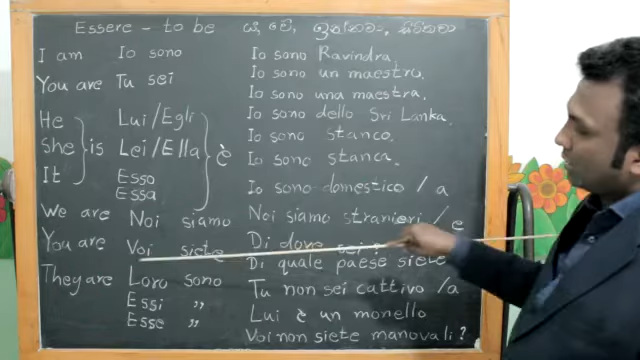 Essere - to be ය, වේ, ඉන්නවා, සිටිනවා
I am Io sono Io sono Ravindra.
You are Tu sei Io sono un maestro.
Io sono una maestra.
He Lui/Egli Io sono dello Sri Lanka.
She is Lei/Ella è Io sono stanco.
It Esso Io sono stanca.
Essa Io sono domestico / a
We are Noi siamo Noi siamo stranieri / e
You are Voi siete Di dove sei ?
Di quale paese siete
They are Loro sono Tu non sei cattivo /a
Essi " Lui è un monello
Esse " Voi non siete manovali ?